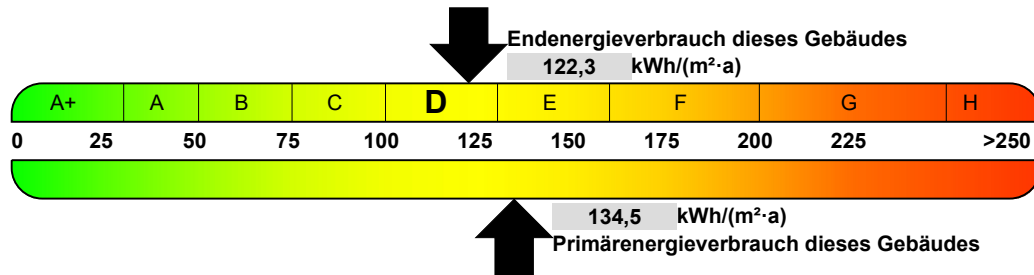 Endenergieverbrauch dieses Gebäudes
122,3 kWh/(m²·a)
A+ A B C D E F G H
0 25 50 75 100 125 150 175 200 225 >250
134,5 kWh/(m²·a)
Primärenergieverbrauch dieses Gebäudes